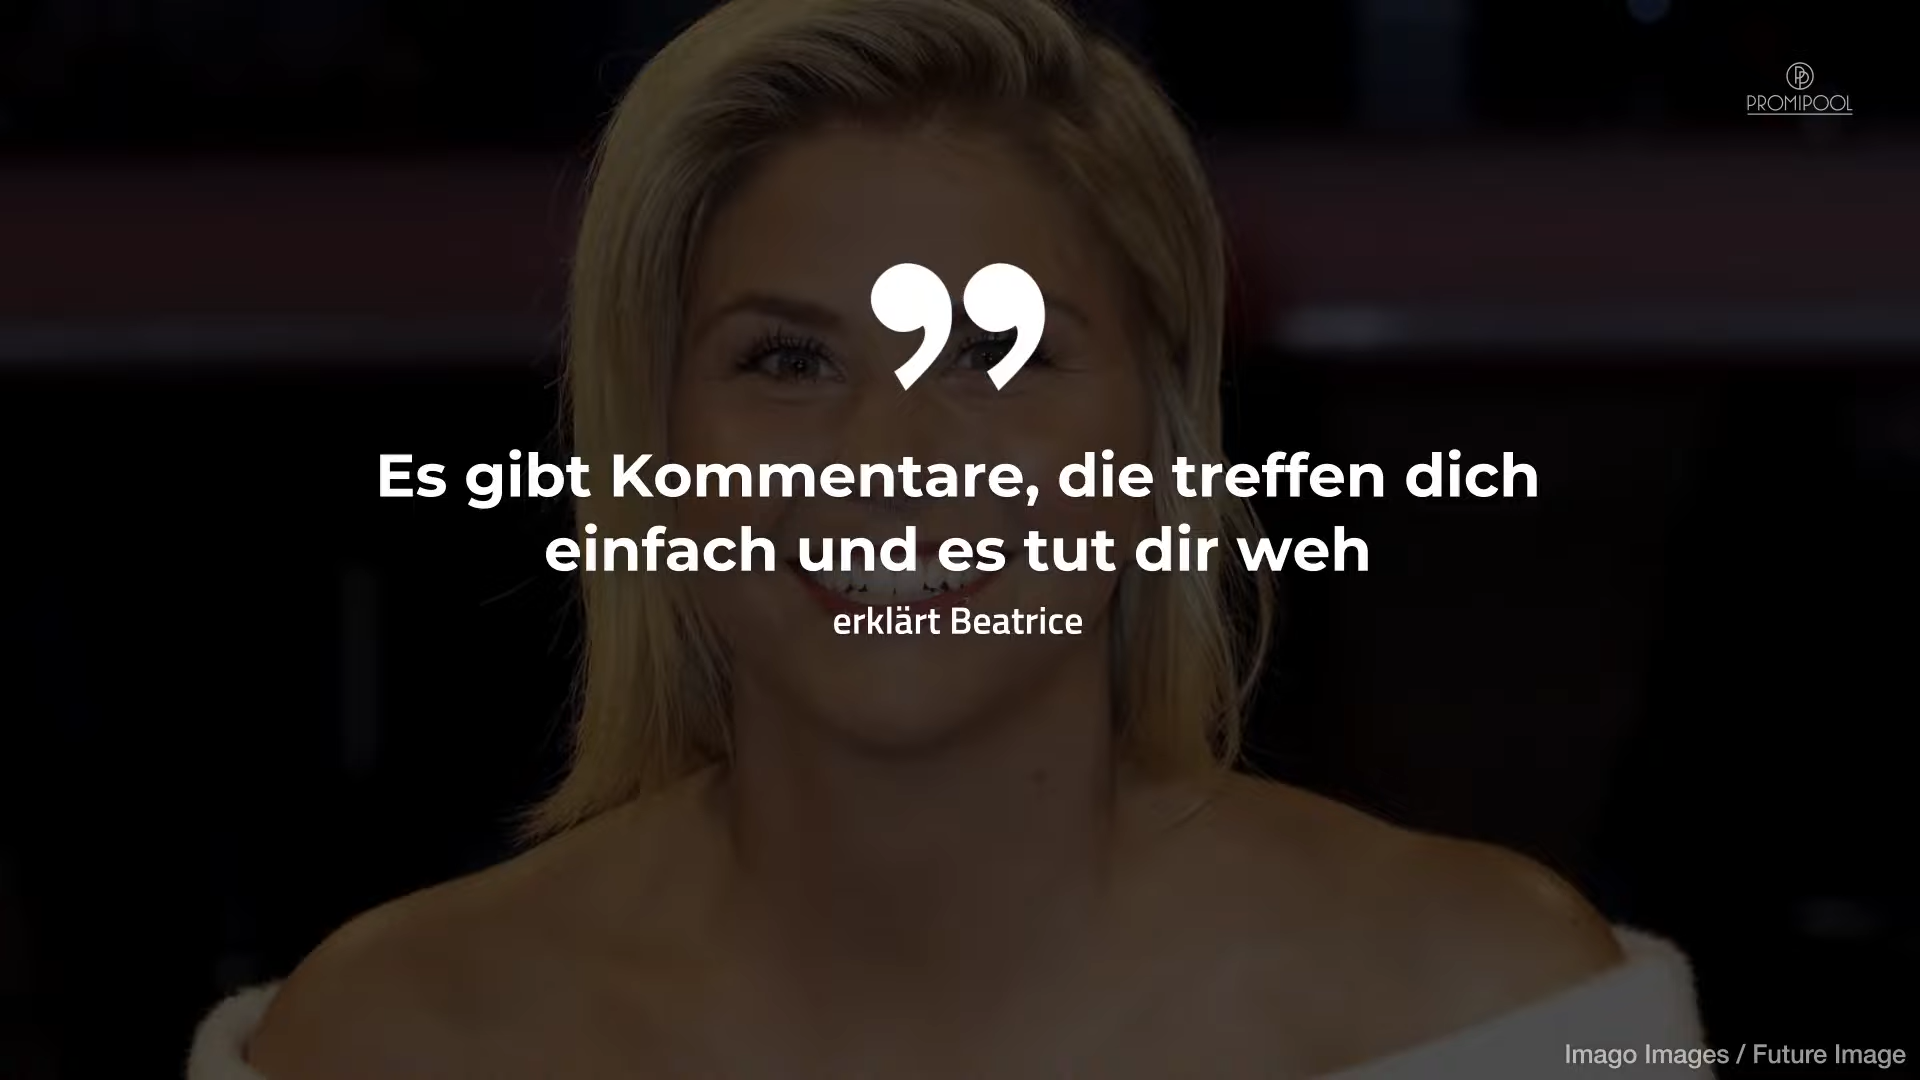 PROMIPOOL
Es gibt Kommentare, die treffen dich
einfach und es tut dir weh
erklärt Beatrice
Imago Images / Future Image